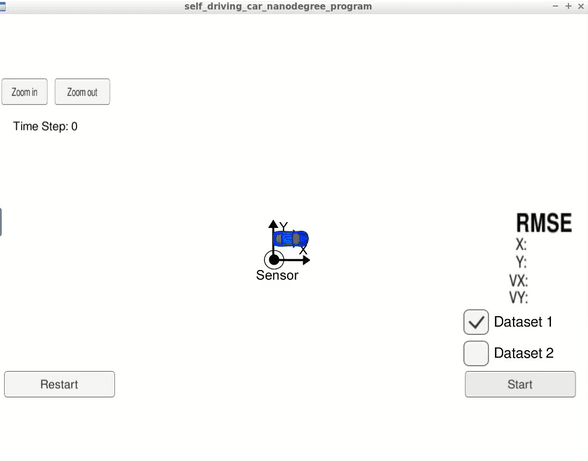 self_driving_car_nanodegree_program
Zoom in
Zoom out
Time Step: 0
Y
X
Sensor
RMSE
X:
Y:
VX:
VY:
Dataset 1
Dataset 2
Restart
Start